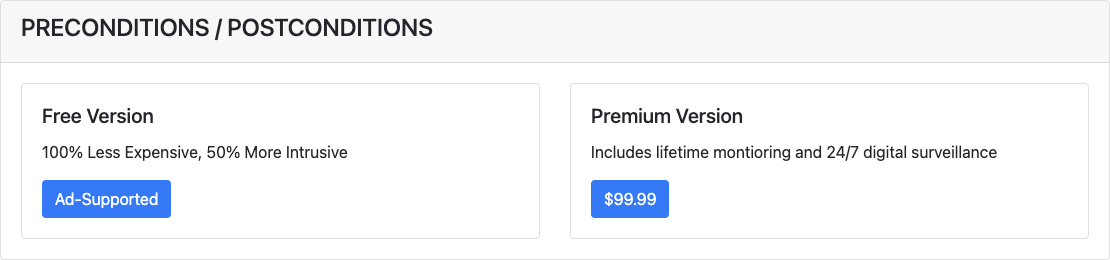 PRECONDITIONS / POSTCONDITIONS
Free Version
100% Less Expensive, 50% More Intrusive
Ad-Supported
Premium Version
Includes lifetime montioring and 24/7 digital surveillance
$99.99